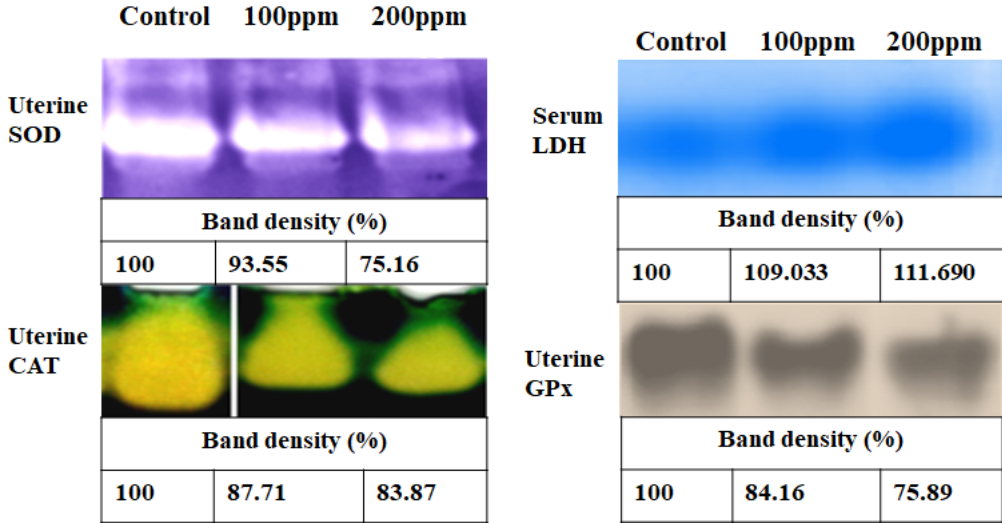 Control 100ppm 200ppm
Uterine
SOD
Band density (%)
100 93.55 75.16
Uterine
CAT
Band density (%)
100 87.71 83.87
Control 100ppm 200ppm
Serum
LDH
Band density (%)
100 109.033 111.690
Uterine
GPx
Band density (%)
100 84.16 75.89